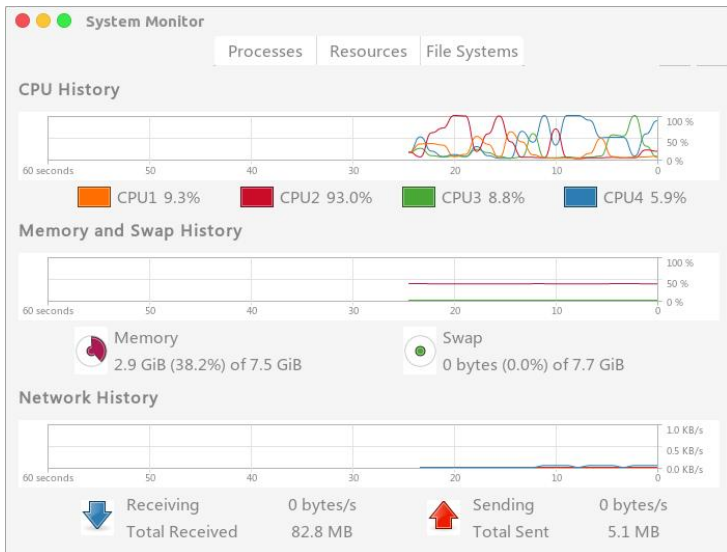 System Monitor
Processes Resources File Systems
CPU History
100 %
50 %
0 %
60 seconds 50 40 30 20 10 0
CPU1 9.3% CPU2 93.0% CPU3 8.8% CPU4 5.9%
Memory and Swap History
100 %
50 %
0 %
60 seconds 50 40 30 20 10 0
Memory
2.9 GiB (38.2%) of 7.5 GiB
Swap
0 bytes (0.0%) of 7.7 GiB
Network History
1.0 KB/s
0.5 KB/s
0.0 KB/s
60 seconds 50 40 30 20 10 0
Receiving 0 bytes/s
Total Received 82.8 MB
Sending 0 bytes/s
Total Sent 5.1 MB